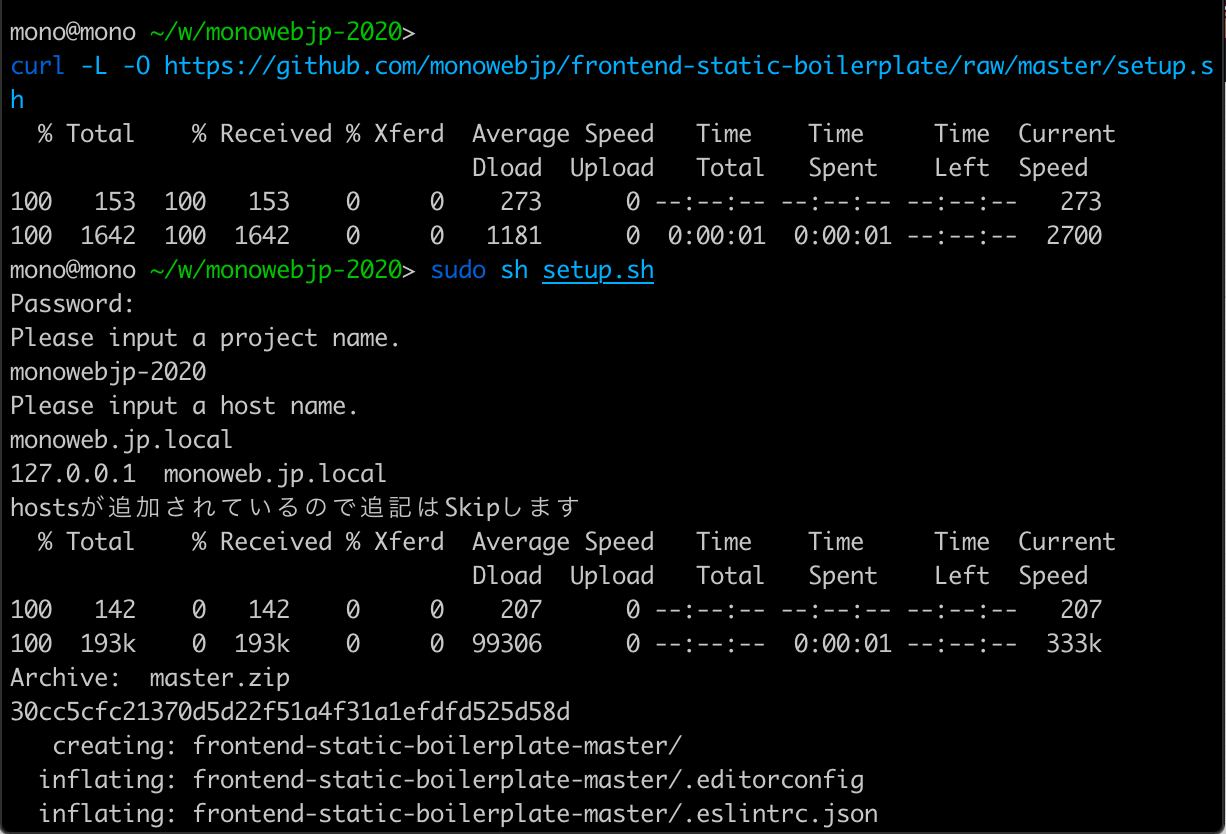 mono@mono ~/w/monowebjp-2020>
curl -L -O https://github.com/monowebjp/frontend-static-boilerplate/raw/master/setup.s
h
  % Total    % Received % Xferd  Average Speed   Time    Time     Time  Current
                                 Dload  Upload   Total   Spent    Left  Speed
100   153  100   153    0     0    273      0 --:--:-- --:--:-- --:--:--   273
100  1642  100  1642    0     0   1181      0  0:00:01  0:00:01 --:--:--  2700
mono@mono ~/w/monowebjp-2020> sudo sh setup.sh
Password:
Please input a project name.
monowebjp-2020
Please input a host name.
monoweb.jp.local
127.0.0.1  monoweb.jp.local
hostsが追加されているので追記はSkipします
  % Total    % Received % Xferd  Average Speed   Time    Time     Time  Current
                                 Dload  Upload   Total   Spent    Left  Speed
100   142    0   142    0     0    207      0 --:--:-- --:--:-- --:--:--   207
100  193k    0  193k    0     0  99306      0 --:--:--  0:00:01 --:--:--  333k
Archive:  master.zip
30cc5cfc21370d5d22f51a4f31a1efdfd525d58d
   creating: frontend-static-boilerplate-master/
  inflating: frontend-static-boilerplate-master/.editorconfig
  inflating: frontend-static-boilerplate-master/.eslintrc.json